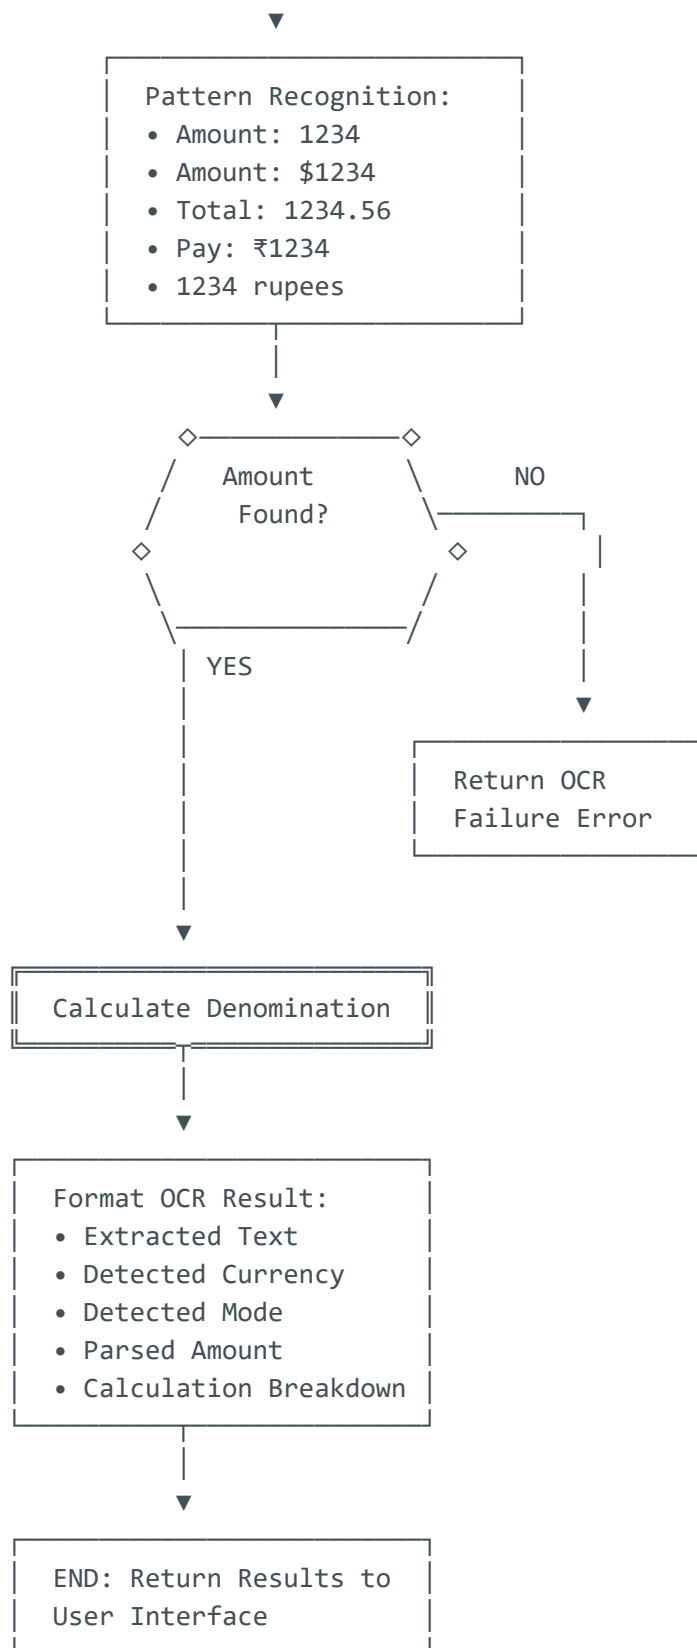 Pattern Recognition:
• Amount: 1234
• Amount: $1234
• Total: 1234.56
• Pay: ₹1234
• 1234 rupees
Amount NO
Found?
YES
Return OCR
Failure Error
Calculate Denomination
Format OCR Result:
• Extracted Text
• Detected Currency
• Detected Mode
• Parsed Amount
• Calculation Breakdown
END: Return Results to
User Interface